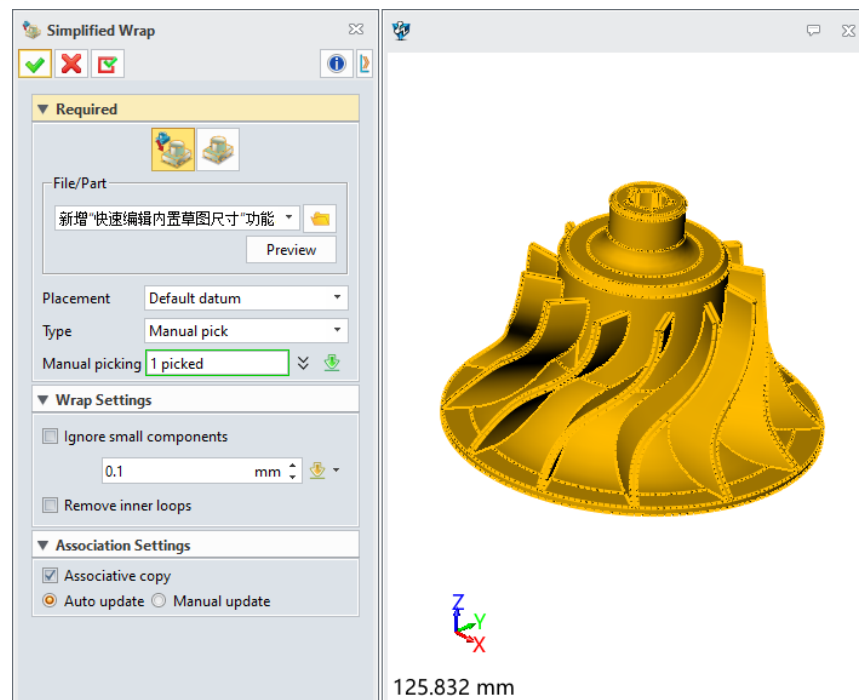 Simplified Wrap
Required
File/Part
新增“快速编辑内置草图尺寸”功能
Preview
Placement Default datum
Type Manual pick
Manual picking 1 picked
Wrap Settings
Ignore small components
0.1 mm
Remove inner loops
Association Settings
Associative copy
Auto update Manual update
Z
Y
X
125.832 mm